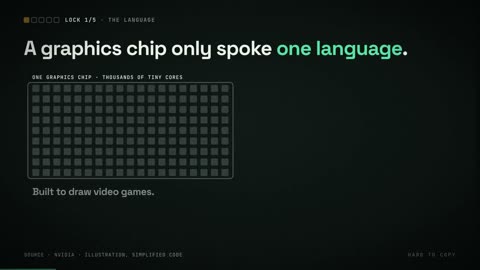 LOCK 1/5 · THE LANGUAGE
A graphics chip only spoke one language.
ONE GRAPHICS CHIP · THOUSANDS OF TINY CORES
Built to draw video games.
SOURCE · NVIDIA · ILLUSTRATION, SIMPLIFIED CODE
HARD TO COPY